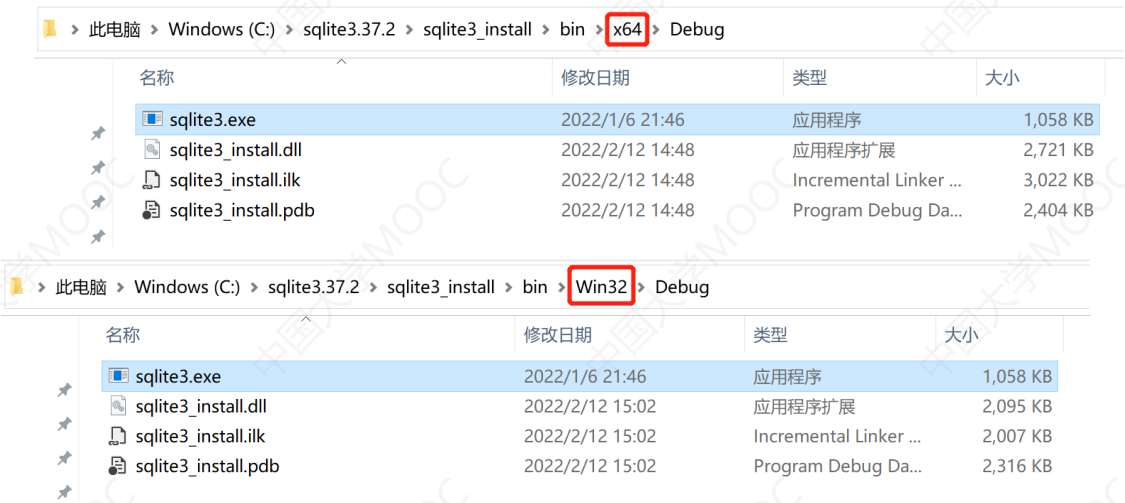 此电脑 > Windows (C:) > sqlite3.37.2 > sqlite3_install > bin > x64 > Debug
名称 修改日期 类型 大小
sqlite3.exe 2022/1/6 21:46 应用程序 1,058 KB
sqlite3_install.dll 2022/2/12 14:48 应用程序扩展 2,721 KB
sqlite3_install.ilk 2022/2/12 14:48 Incremental Linker ... 3,022 KB
sqlite3_install.pdb 2022/2/12 14:48 Program Debug Da... 2,404 KB
此电脑 > Windows (C:) > sqlite3.37.2 > sqlite3_install > bin > Win32 > Debug
名称 修改日期 类型 大小
sqlite3.exe 2022/1/6 21:46 应用程序 1,058 KB
sqlite3_install.dll 2022/2/12 15:02 应用程序扩展 2,095 KB
sqlite3_install.ilk 2022/2/12 15:02 Incremental Linker ... 2,007 KB
sqlite3_install.pdb 2022/2/12 15:02 Program Debug Da... 2,316 KB
中国大学MOOC